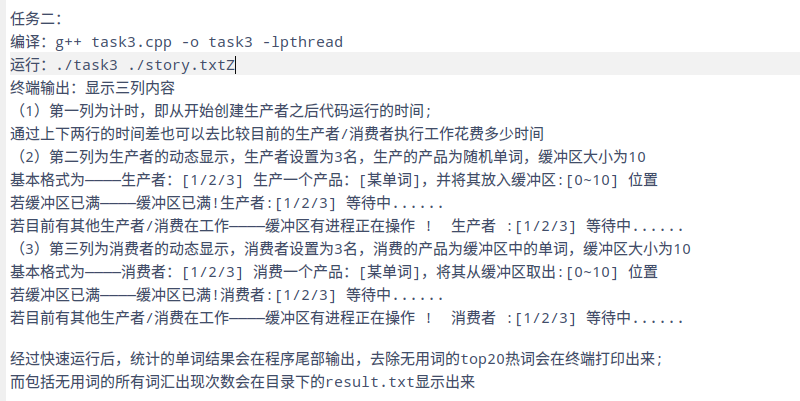 任务二：
编译：g++ task3.cpp -o task3 -lpthread
运行：./task3 ./story.txtZ
终端输出：显示三列内容
（1）第一列为计时，即从开始创建生产者之后代码运行的时间；
通过上下两行的时间差也可以去比较目前的生产者/消费者执行工作花费多少时间
（2）第二列为生产者的动态显示，生产者设置为3名，生产的产品为随机单词，缓冲区大小为10
基本格式为————生产者：[1/2/3] 生产一个产品：[某单词]，并将其放入缓冲区:[0~10] 位置
若缓冲区已满————缓冲区已满!生产者:[1/2/3] 等待中......
若目前有其他生产者/消费在工作————缓冲区有进程正在操作 ! 生产者 :[1/2/3] 等待中......
（3）第三列为消费者的动态显示，消费者设置为3名，消费的产品为缓冲区中的单词，缓冲区大小为10
基本格式为————消费者：[1/2/3] 消费一个产品：[某单词]，将其从缓冲区取出:[0~10] 位置
若缓冲区已满————缓冲区已满!消费者:[1/2/3] 等待中......
若目前有其他生产者/消费在工作————缓冲区有进程正在操作 ! 消费者 :[1/2/3] 等待中......
经过快速运行后，统计的单词结果会在程序尾部输出，去除无用词的top20热词会在终端打印出来；
而包括无用词的所有词汇出现次数会在目录下的result.txt显示出来